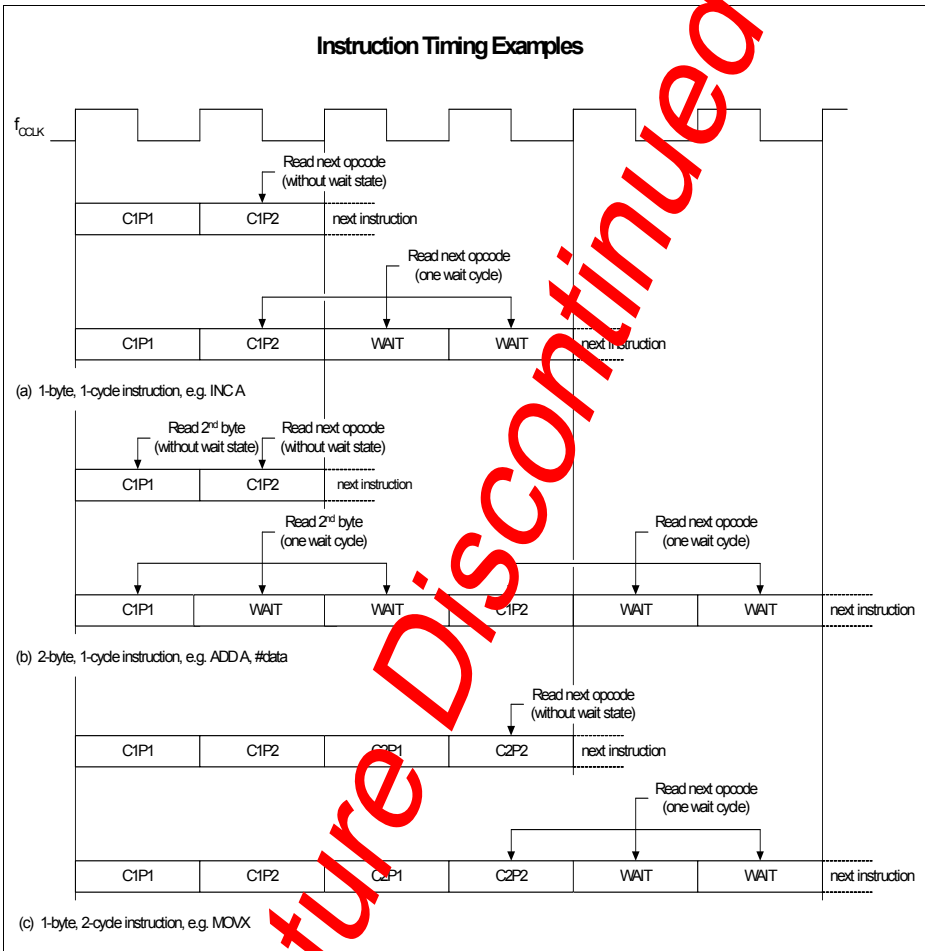 Instruction Timing Examples
fCCLK
Read next opcode
(without wait state)
C1P1 C1P2 next instruction
Read next opcode
(one wait cycle)
C1P1 C1P2 WAIT WAIT next instruction
(a) 1-byte, 1-cycle instruction, e.g. INC A
Read 2nd byte Read next opcode
(without wait state) (without wait state)
C1P1 C1P2 next instruction
Read 2nd byte Read next opcode
(one wait cycle) (one wait cycle)
C1P1 WAIT WAIT C1P2 WAIT WAIT next instruction
(b) 2-byte, 1-cycle instruction, e.g. ADD A, #data
Read next opcode
(without wait state)
C1P1 C1P2 C2P1 C2P2 next instruction
Read next opcode
(one wait cycle)
C1P1 C1P2 C2P1 C2P2 WAIT WAIT next instruction
(c) 1-byte, 2-cycle instruction, e.g. MOVX
ture Discontinued